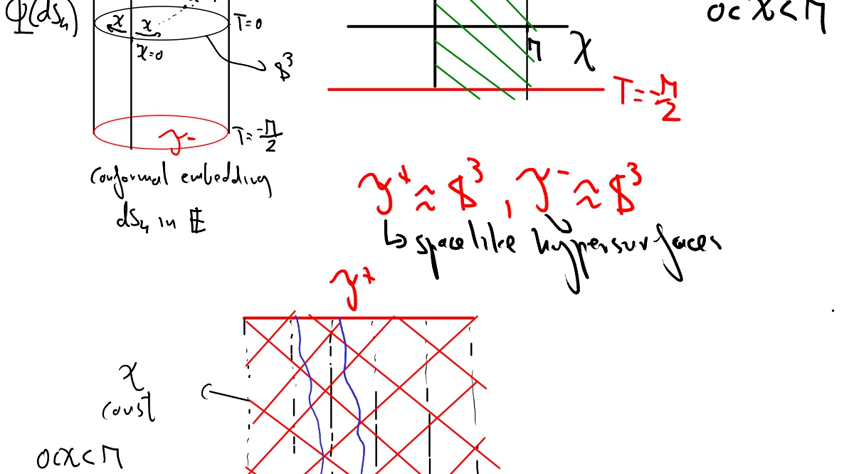 φ(dS₄)
χ
χ
χ=0
T=0
S³
T=-π/2
𝒥-
conformal embedding
dS₄ in E
π
χ
T=-π/2
0<χ<π
𝒥⁺ ≈ S³, 𝒥⁻ ≈ S³
↳ spacelike hypersurfaces
𝒥⁺
χ
const
0<χ<π